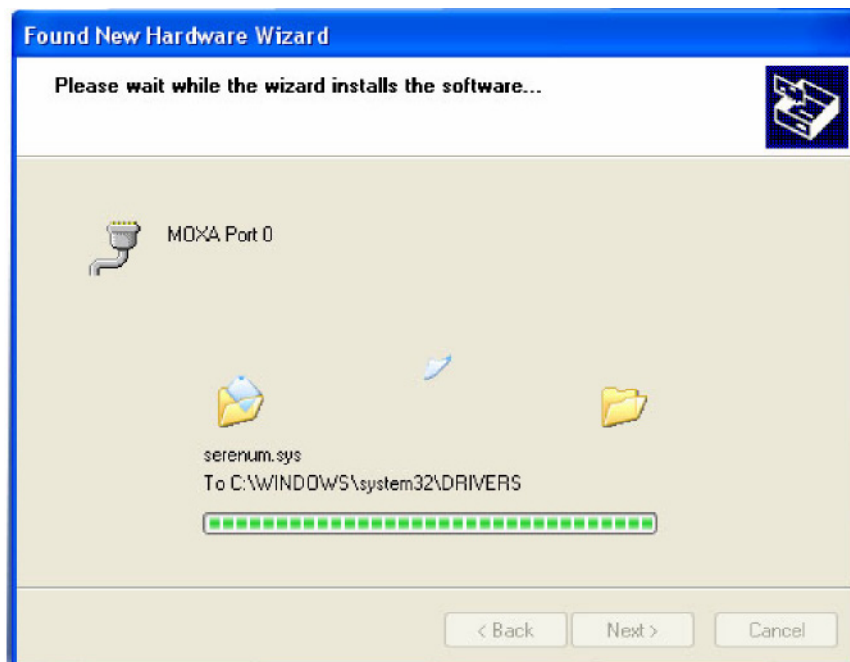 Found New Hardware Wizard
Please wait while the wizard installs the software...
MOXA Port 0
serenum.sys
To C:\WINDOWS\system32\DRIVERS
< Back
Next >
Cancel